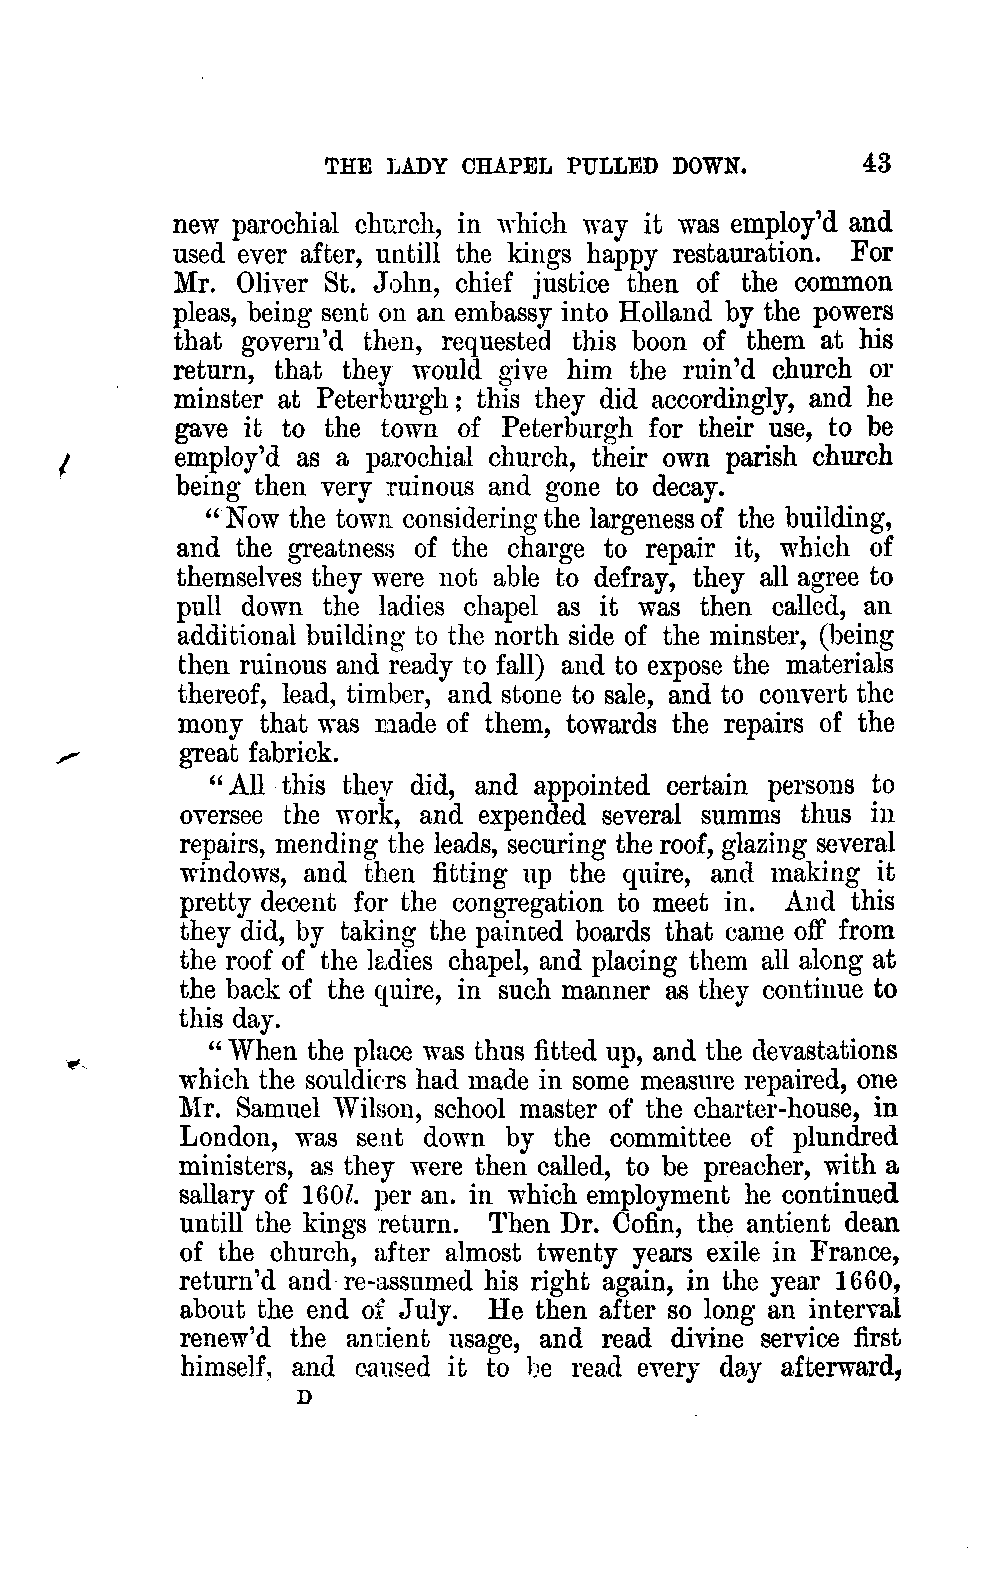 THE LADY CHAPEL PULLED DOWN. 43
new parochial church, in which way it was employ'd and
used ever after, untill the kings happy restauration. For
Mr. Oliver St. John, chief justice then of the common
pleas, being sent on an embassy into Holland by the powers
that govern'd then, requested this boon of them at his
return, that they would give him the ruin'd church or
minster at Peterburgh; this they did accordingly, and he
gave it to the town of Peterburgh for their use, to be
employ'd as a parochial church, their own parish church
being then very ruinous and gone to decay.
"Now the town considering the largeness of the building,
and the greatness of the charge to repair it, which of
themselves they were not able to defray, they all agree to
pull down the ladies chapel as it was then called, an
additional building to the north side of the minster, (being
then ruinous and ready to fall) and to expose the materials
thereof, lead, timber, and stone to sale, and to convert the
mony that was made of them, towards the repairs of the
great fabrick.
"All this they did, and appointed certain persons to
oversee the work, and expended several summs thus in
repairs, mending the leads, securing the roof, glazing several
windows, and then fitting up the quire, and making it
pretty decent for the congregation to meet in. And this
they did, by taking the painted boards that came off from
the roof of the ladies chapel, and placing them all along at
the back of the quire, in such manner as they continue to
this day.
"When the place was thus fitted up, and the devastations
which the souldiers had made in some measure repaired, one
Mr. Samuel Wilson, school master of the charter-house, in
London, was sent down by the committee of plundred
ministers, as they were then called, to be preacher, with a
sallary of 160l. per an. in which employment he continued
untill the kings return. Then Dr. Cofin, the antient dean
of the church, after almost twenty years exile in France,
return'd and re-assumed his right again, in the year 1660,
about the end of July. He then after so long an interval
renew'd the antient usage, and read divine service first
himself, and caused it to be read every day afterward,
D